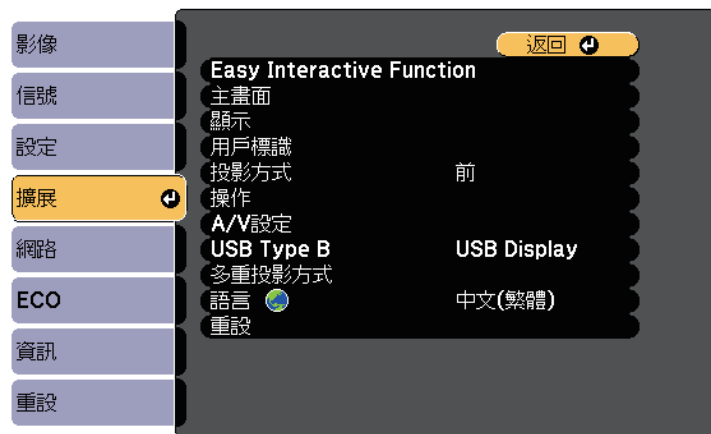 影像
信號
設定
擴展
網路
ECO
資訊
重設
返回
Easy Interactive Function
主畫面
顯示
用戶標識
投影方式 前
操作
A/V設定
USB Type B USB Display
多重投影方式
語言 中文(繁體)
重設